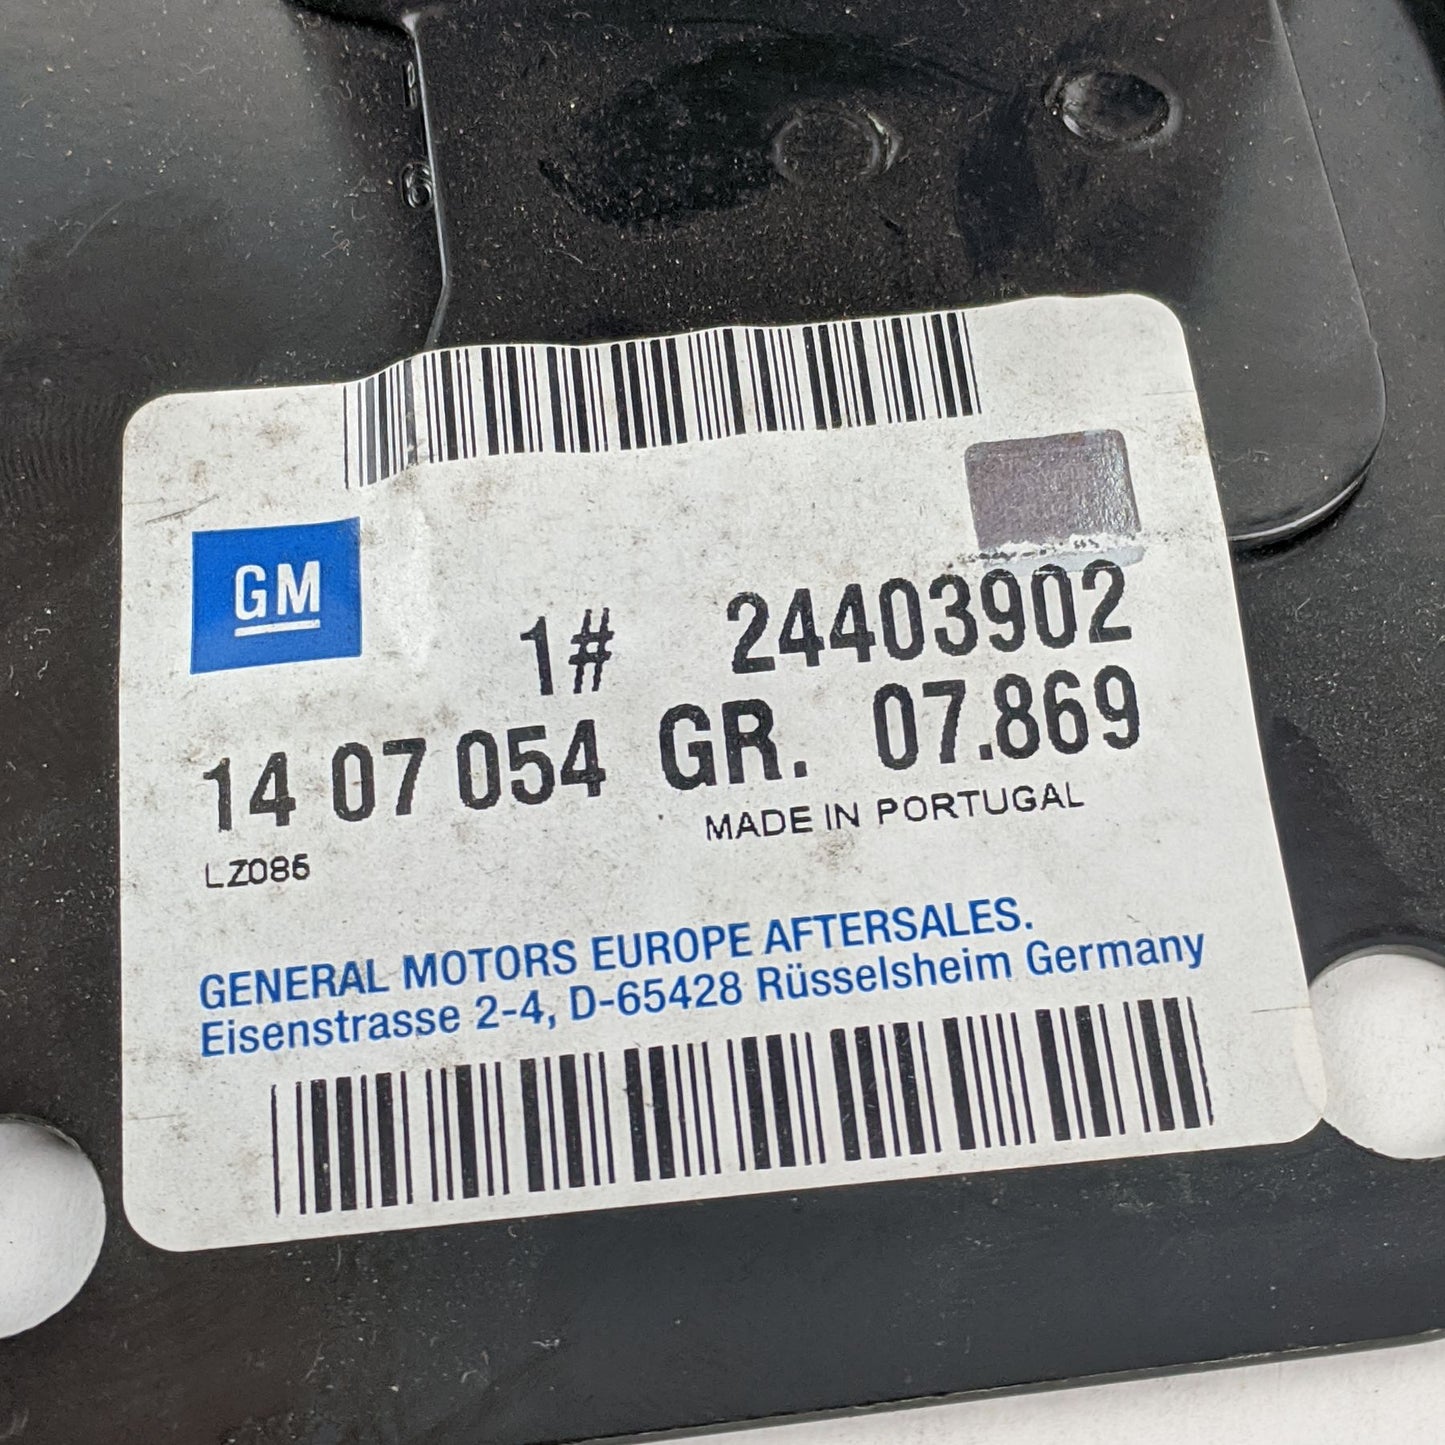 GM
1# 24403902
14 07 054 GR. 07.869
MADE IN PORTUGAL
LZ086
GENERAL MOTORS EUROPE AFTERSALES.
Eisenstrasse 2-4, D-65428 Rüsselsheim Germany